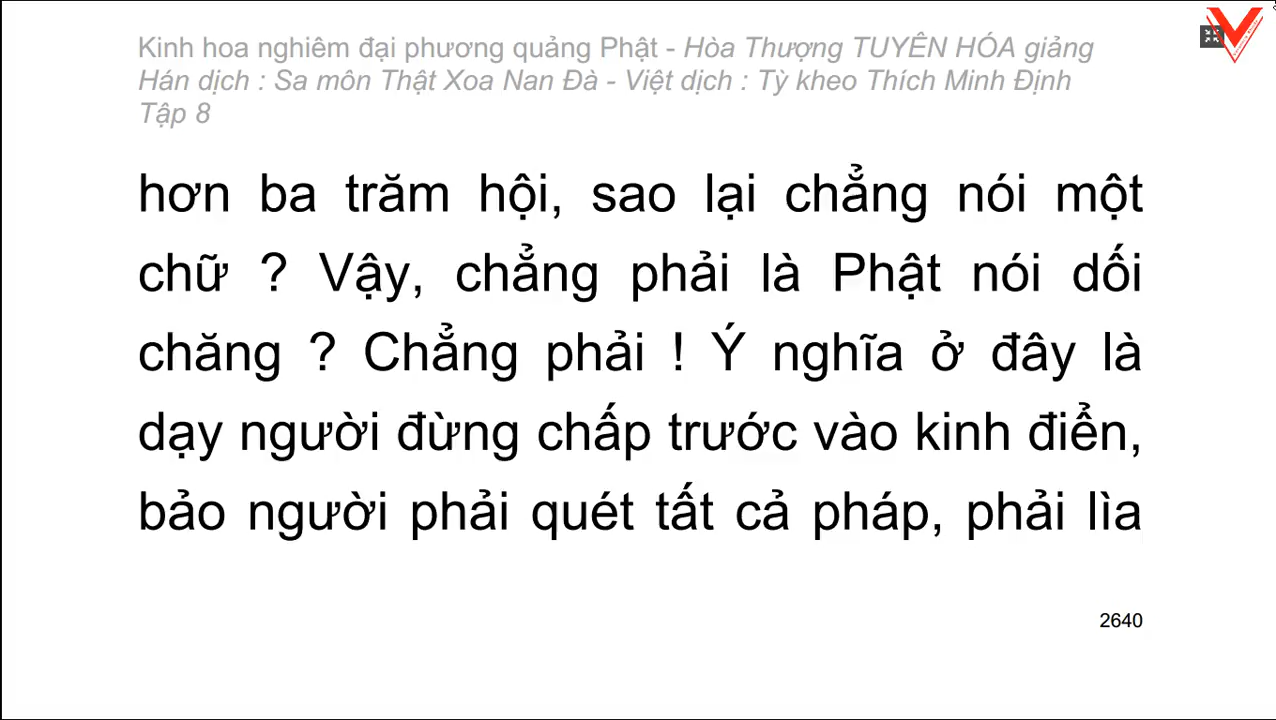 Kinh hoa nghiêm đại phương quảng Phật - Hòa Thượng TUYÊN HÓA giảng
Hán dịch : Sa môn Thật Xoa Nan Đà - Việt dịch : Tỳ kheo Thích Minh Định
Tập 8
hơn ba trăm hội, sao lại chẳng nói một
chữ ? Vậy, chẳng phải là Phật nói dối
chăng ? Chẳng phải ! Ý nghĩa ở đây là
dạy người đừng chấp trước vào kinh điển,
bảo người phải quét tất cả pháp, phải lìa
2640